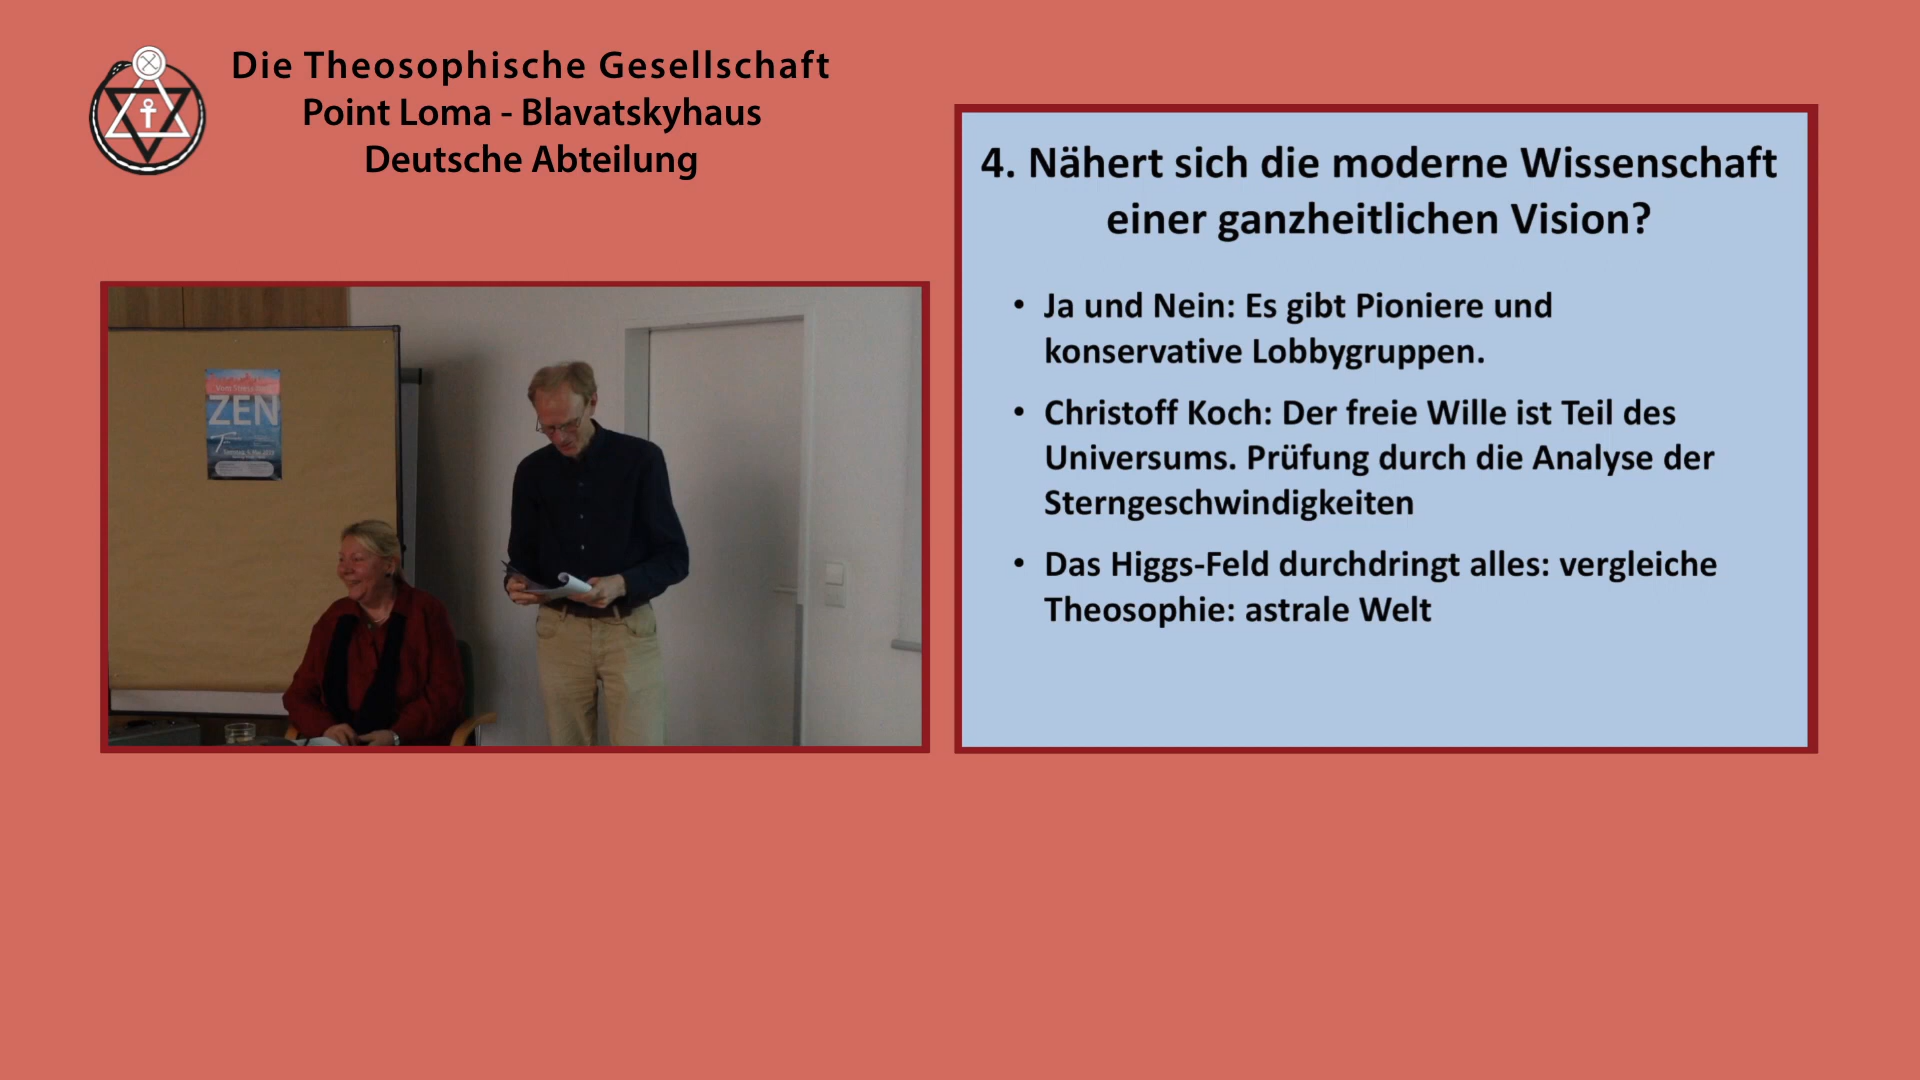 Die Theosophische Gesellschaft
Point Loma - Blavatskyhaus
Deutsche Abteilung
4. Nähert sich die moderne Wissenschaft
einer ganzheitlichen Vision?
• Ja und Nein: Es gibt Pioniere und
konservative Lobbygruppen.
• Christoff Koch: Der freie Wille ist Teil des
Universums. Prüfung durch die Analyse der
Sterngeschwindigkeiten
• Das Higgs-Feld durchdringt alles: vergleiche
Theosophie: astrale Welt
ZEN